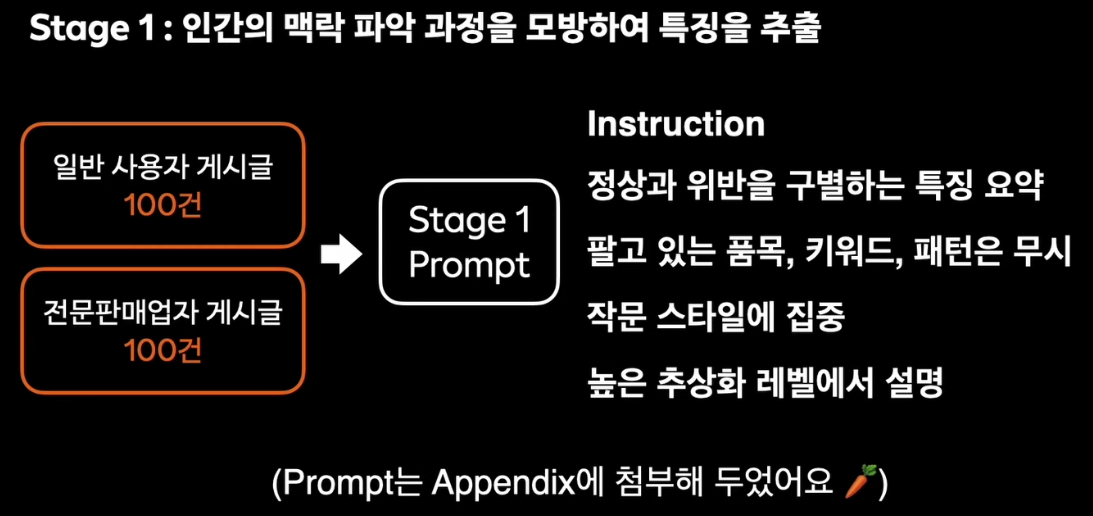 Stage 1 : 인간의 맥락 파악 과정을 모방하여 특징을 추출
일반 사용자 게시글
100건
전문판매업자 게시글
100건
Stage 1
Prompt
Instruction
정상과 위반을 구별하는 특징 요약
팔고 있는 품목, 키워드, 패턴은 무시
작문 스타일에 집중
높은 추상화 레벨에서 설명
(Prompt는 Appendix에 첨부해 두었어요 🥕)